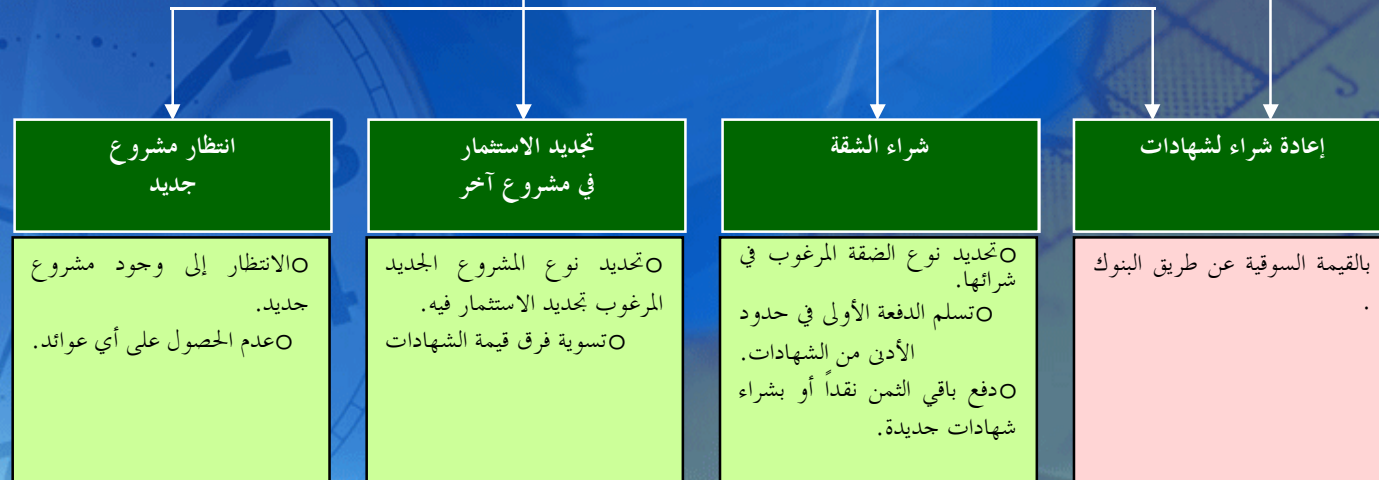 إعادة شراء لشهادات
بالقيمة السوقية عن طريق البنوك
.
شراء الشقة
oتحديد نوع الضقة المرغوب في
شرائها.
oتسلم الدفعة الأولى في حدود
الأدنى من الشهادات.
oدفع باقي الثمن نقداً أو بشراء
شهادات جديدة.
تجديد الاستثمار
في مشروع آخر
oتحديد نوع المشروع الجديد
المرغوب تجديد الاستثمار فيه.
oتسوية فرق قيمة الشهادات
انتظار مشروع
جديد
oالانتظار إلى وجود مشروع
جديد.
oعدم الحصول على أي عوائد.